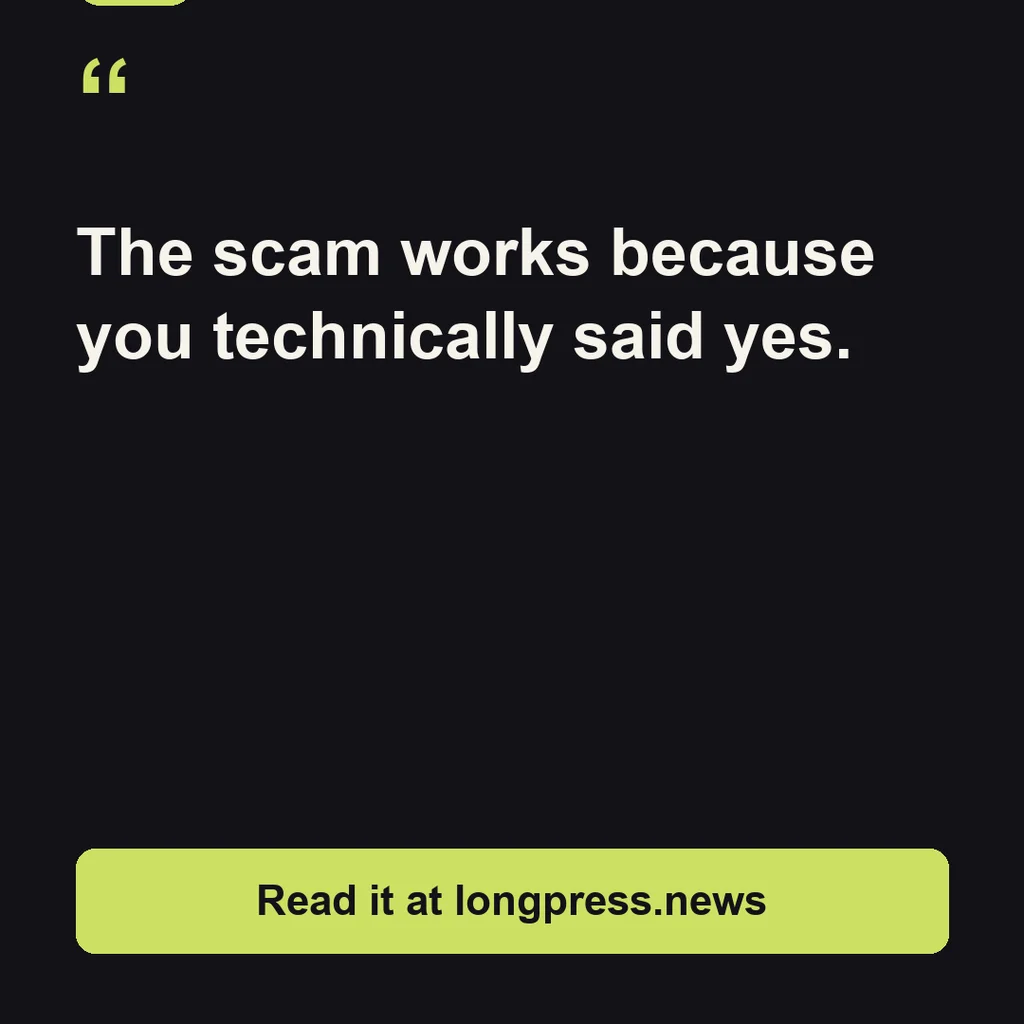 “
The scam works because
you technically said yes.
Read it at longpress.news